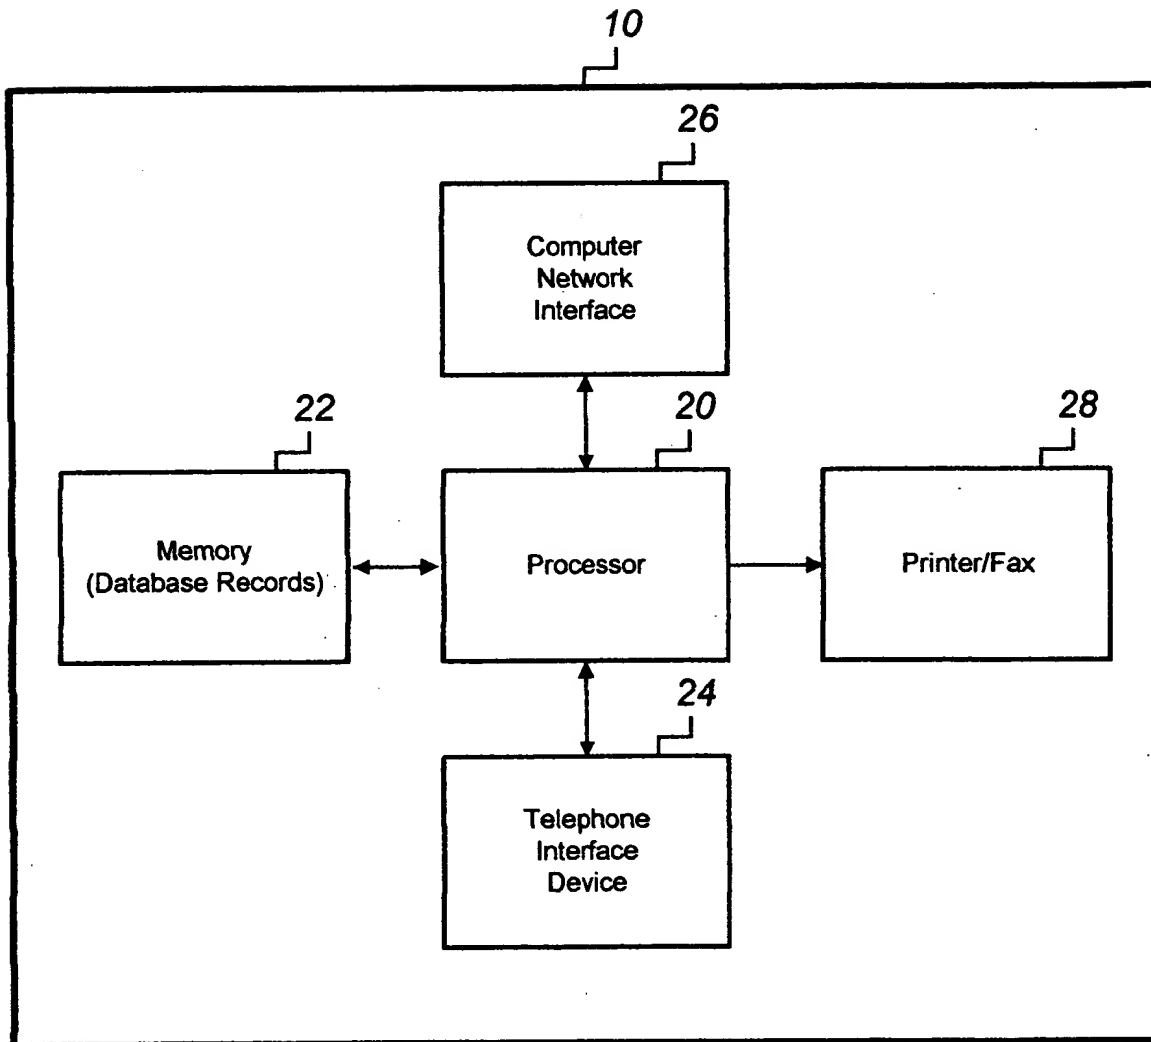 10
26
Computer
Network
Interface
22
20
28
Memory
(Database Records)
Processor
Printer/Fax
24
Telephone
Interface
Device